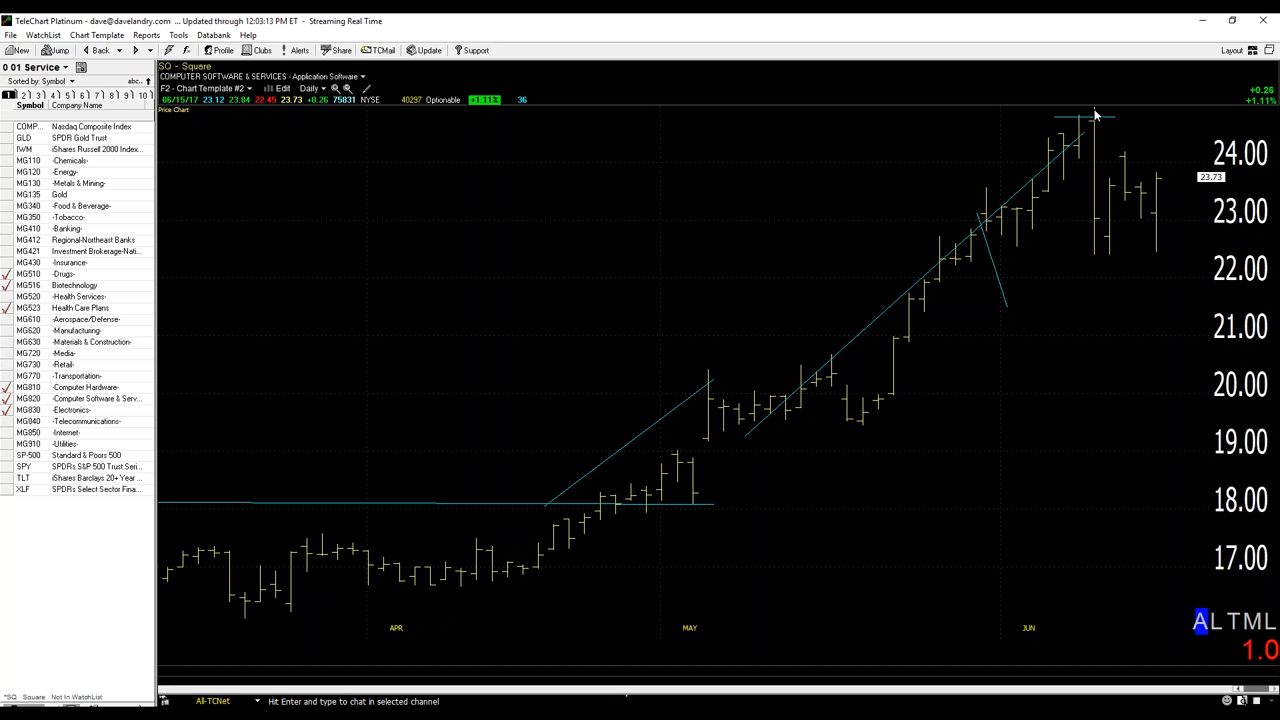 TeleChart Platinum - dave@davelandry.com ... Updated through 12:03:13 PM ET - Streaming Real Time
File WatchList Chart Template Reports Tools Databank Help
New Jump Back Profile Clubs Alerts Share TCMail Update Support Layout
0 01 Service
Sorted by: Symbol abc..
1 2 3 4 5 6 7 8 9 10
Symbol Company Name
COMP... Nasdaq Composite Index
GLD SPDR Gold Trust
IWM iShares Russell 2000 Index...
MG110 -Chemicals-
MG120 -Energy-
MG130 -Metals & Mining-
MG135 Gold
MG340 -Food & Beverage-
MG350 -Tobacco-
MG410 -Banking-
MG412 Regional-Northeast Banks
MG421 Investment Brokerage-Nati...
MG430 -Insurance-
MG510 -Drugs-
MG516 Biotechnology
MG520 -Health Services-
MG523 Health Care Plans
MG610 -Aerospace/Defense-
MG620 -Manufacturing-
MG630 -Materials & Construction-
MG720 -Media-
MG730 -Retail-
MG770 -Transportation-
MG810 -Computer Hardware-
MG820 -Computer Software & Serv...
MG830 -Electronics-
MG840 -Telecommunications-
MG850 -Internet-
MG910 -Utilities-
SP-500 Standard & Poors 500
SPY SPDRs S&P 500 Trust Seri...
TLT iShares Barclays 20+ Year ...
XLF SPDRs Select Sector Fina...
*SQ Square Not In WatchList
SQ - Square
COMPUTER SOFTWARE & SERVICES - Application Software
F2 - Chart Template #2 Edit Daily
06/15/17 23.12 23.84 22.45 23.73 +0.26 75831 NYSE 40297 Optionable +1.11% 36
Price Chart
+0.26
+1.11%
24.00
23.73
23.00
22.00
21.00
20.00
19.00
18.00
17.00
APR MAY JUN
ALTML
1.0
All-TCNet Hit Enter and type to chat in selected channel